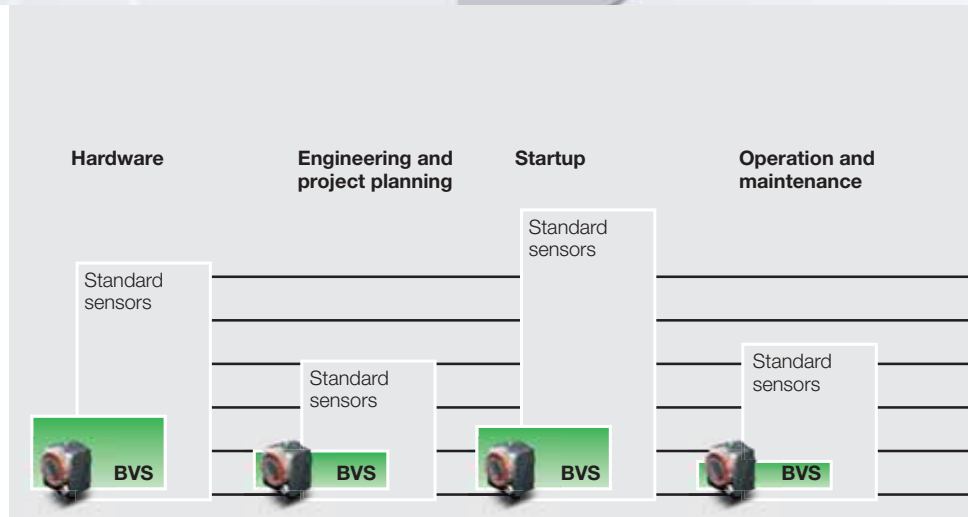 Hardware
Engineering and
project planning
Startup
Operation and
maintenance
Standard
sensors
BVS
Standard
sensors
BVS
Standard
sensors
BVS
Standard
sensors
BVS